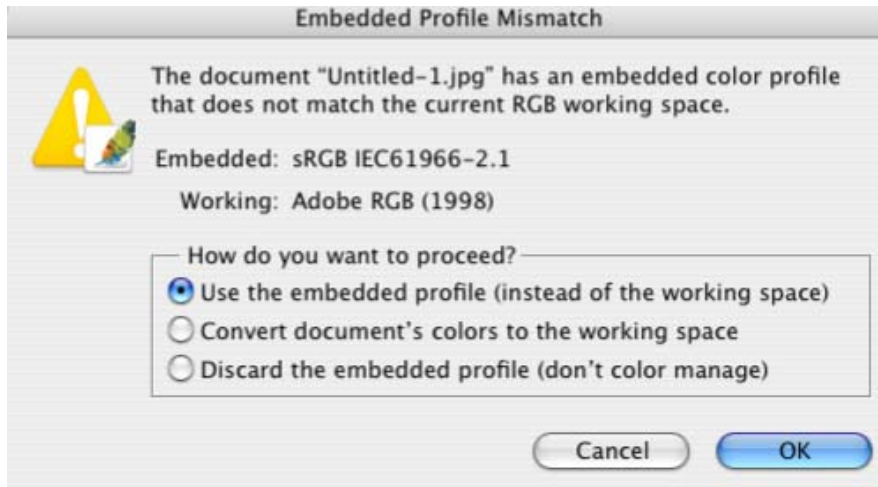 Embedded Profile Mismatch
The document “Untitled-1.jpg” has an embedded color profile
that does not match the current RGB working space.
Embedded: sRGB IEC61966-2.1
Working: Adobe RGB (1998)
How do you want to proceed?
Use the embedded profile (instead of the working space)
Convert document’s colors to the working space
Discard the embedded profile (don’t color manage)
Cancel OK